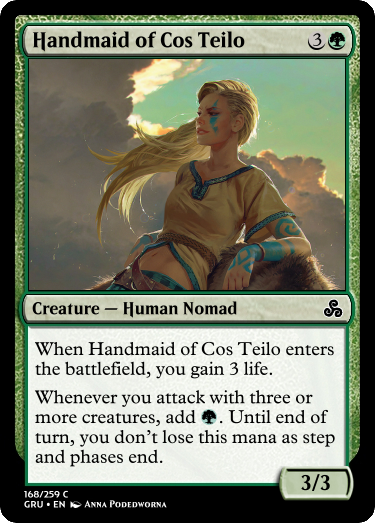 Handmaid of Cos Teilo 3
Creature — Human Nomad
When Handmaid of Cos Teilo enters
the battlefield, you gain 3 life.
Whenever you attack with three or
more creatures, add . Until end of
turn, you don't lose this mana as step
and phases end.
3/3
168/259 C
GRU • EN Anna Podedworna